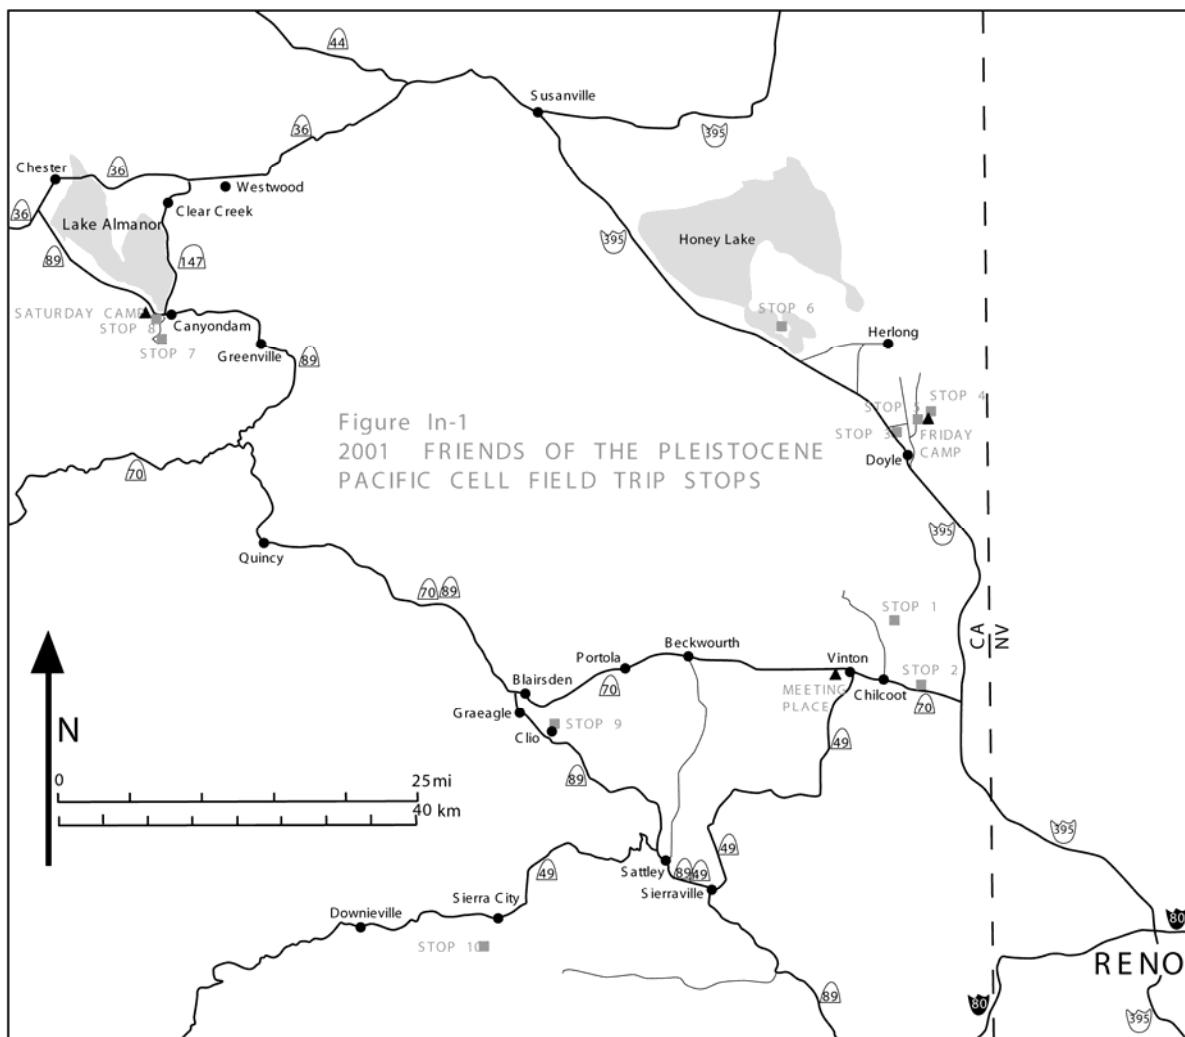 44
Susanville
36
395
Chester
36
Westwood
Clear Creek
36
Lake Almanor
395
Honey Lake
89
147
SATURDAY CAMP
STOP 8
Canyondam
STOP 7
Greenville
89
STOP 6
Herlong
STOP 4
STOP 5
STOP 3
FRIDAY
CAMP
Doyle
Figure In-1
2001 FRIENDS OF THE PLEISTOCENE
PACIFIC CELL FIELD TRIP STOPS
70
395
Quincy
70
89
STOP 1
CA
NV
Beckwourth
Portola
Vinton
STOP 2
Blairsden
70
MEETING
PLACE
Chilcoot
70
Graeagle
STOP 9
Clio
N
49
0
25mi
89
40 km
395
49
49
Sattley
89
49
Sierraville
Sierra City
Downieville
80
STOP 10
RENO
89
80
395